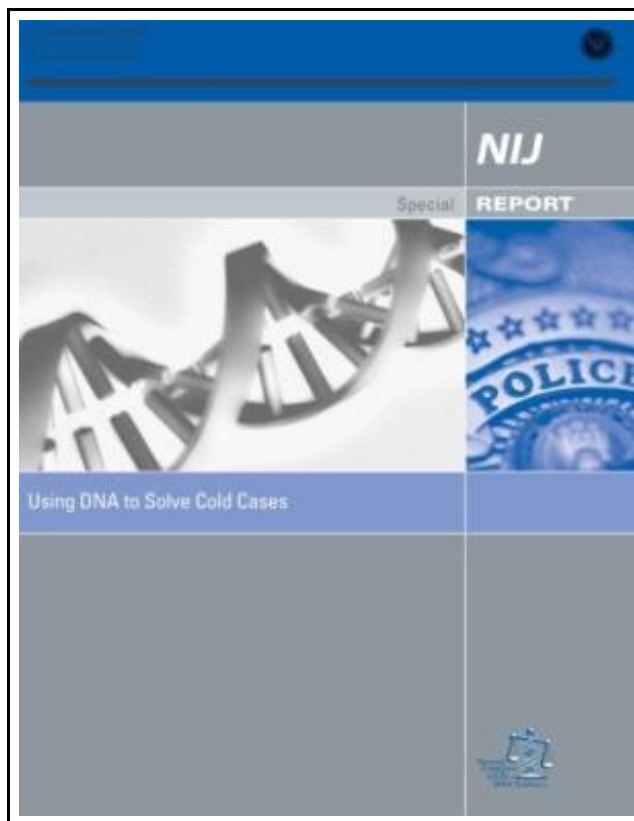 NIJ
Special REPORT
POLICE
Using DNA to Solve Cold Cases